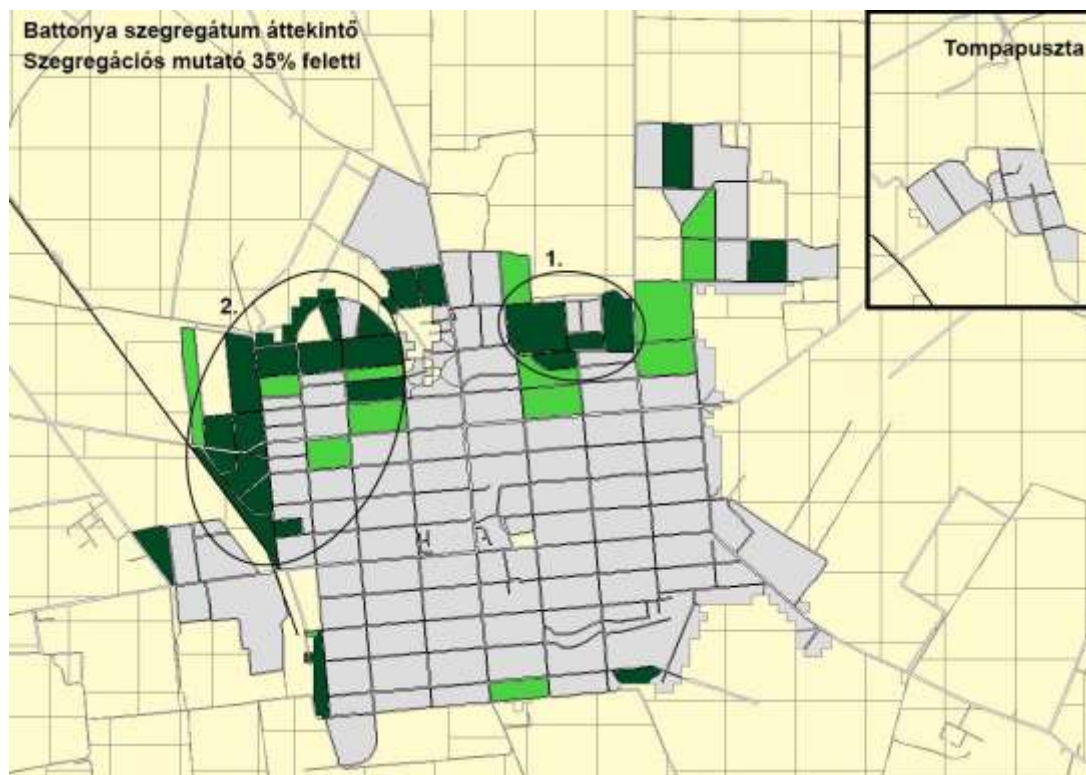 Battonya szegregátum áttekintő
Szegregációs mutató 35% feletti
Tompapuszta
1.
2.